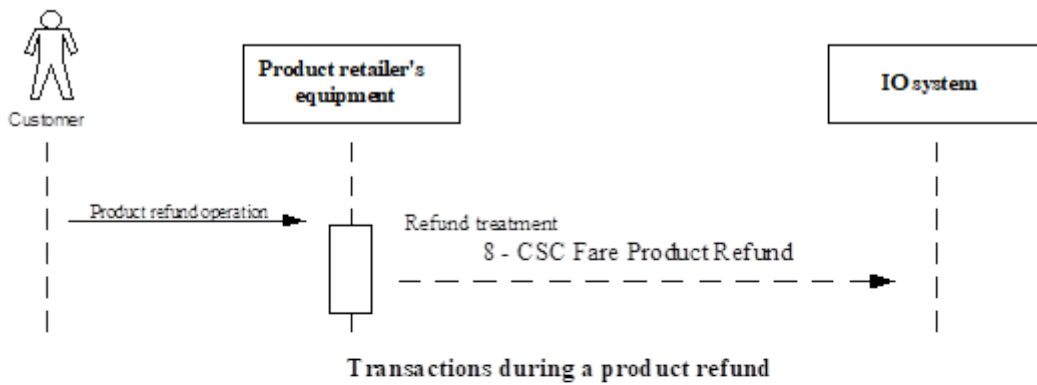 Customer
Product retailer's
equipment
IO system
Product refund operation
Refund treatment
8 - CSC Fare Product Refund
Transactions during a product refund